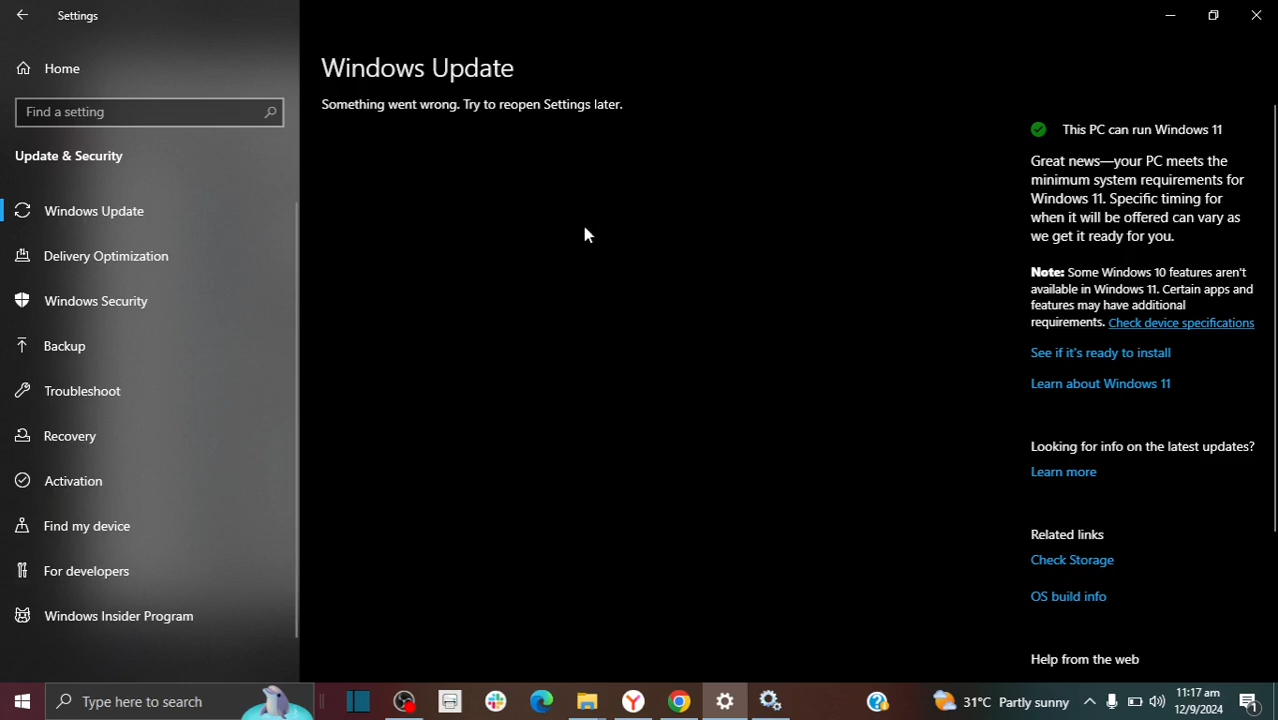 Settings
Home
Find a setting
Update & Security
Windows Update
Delivery Optimization
Windows Security
Backup
Troubleshoot
Recovery
Activation
Find my device
For developers
Windows Insider Program
Windows Update
Something went wrong. Try to reopen Settings later.
This PC can run Windows 11
Great news—your PC meets the
minimum system requirements for
Windows 11. Specific timing for
when it will be offered can vary as
we get it ready for you.
Note: Some Windows 10 features aren't
available in Windows 11. Certain apps and
features may have additional
requirements. Check device specifications
See if it's ready to install
Learn about Windows 11
Looking for info on the latest updates?
Learn more
Related links
Check Storage
OS build info
Help from the web
Type here to search
31°C Partly sunny
11:17 am
12/9/2024
1